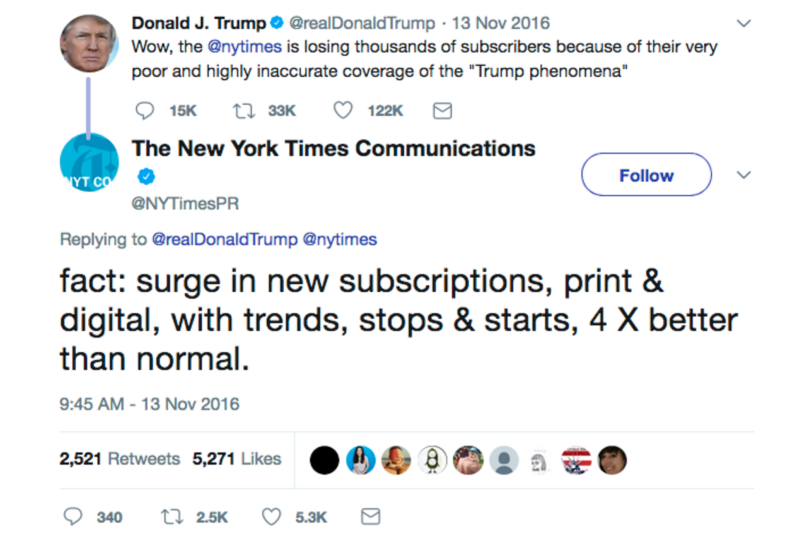 Donald J. Trump @realDonaldTrump · 13 Nov 2016
Wow, the @nytimes is losing thousands of subscribers because of their very
poor and highly inaccurate coverage of the "Trump phenomena"
15K 33K 122K
The New York Times Communications
NYT CO
Follow
@NYTimesPR
Replying to @realDonaldTrump @nytimes
fact: surge in new subscriptions, print &
digital, with trends, stops & starts, 4 X better
than normal.
9:45 AM - 13 Nov 2016
2,521 Retweets 5,271 Likes
340 2.5K 5.3K